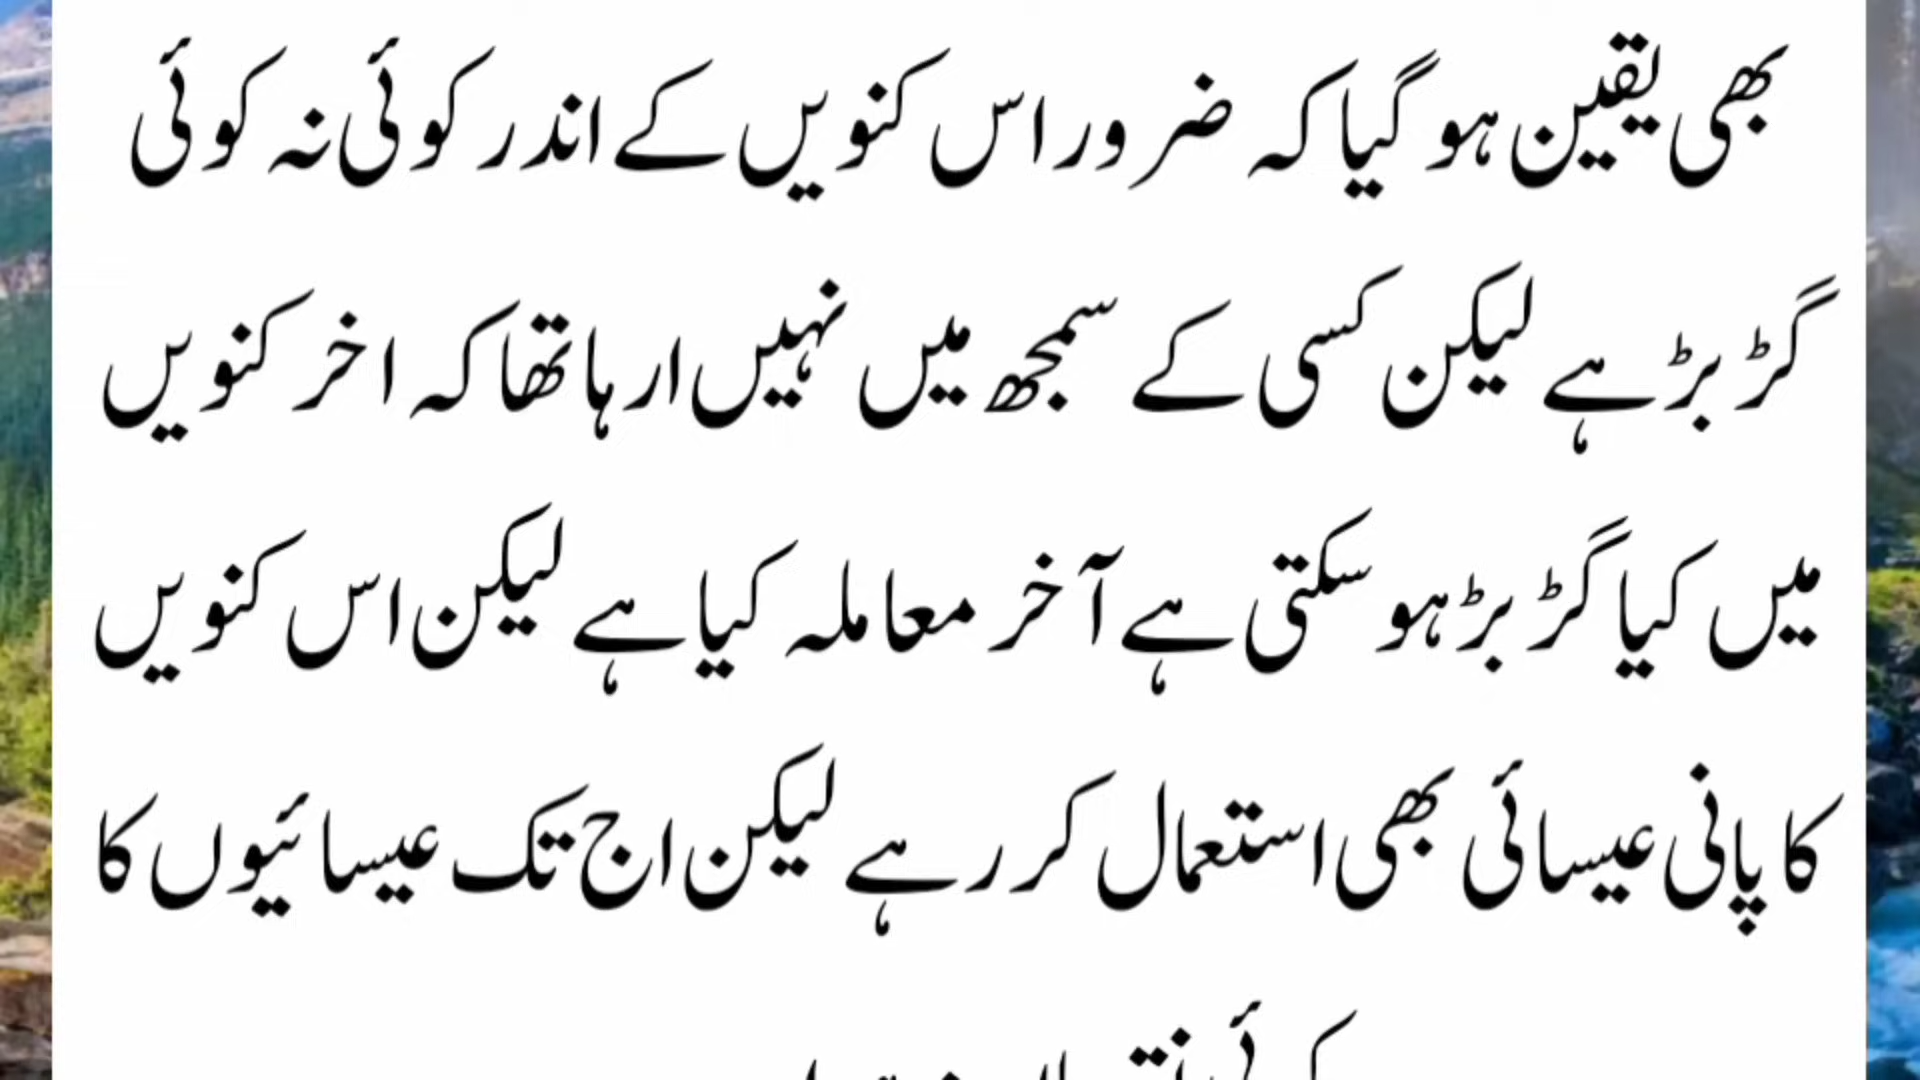 بھی یقین ہو گیا کہ ضرور اس کنویں کے اندر کوئی نہ کوئی
گڑ بڑ ہے لیکن کسی کے سمجھ میں نہیں ارہا تھا کہ اخر کنویں
میں کیا گڑ بڑ ہو سکتی ہے آخر معاملہ کیا ہے لیکن اس کنویں
کا پانی عیسائی بھی استعمال کر رہے لیکن اج تک عیسائیوں کا